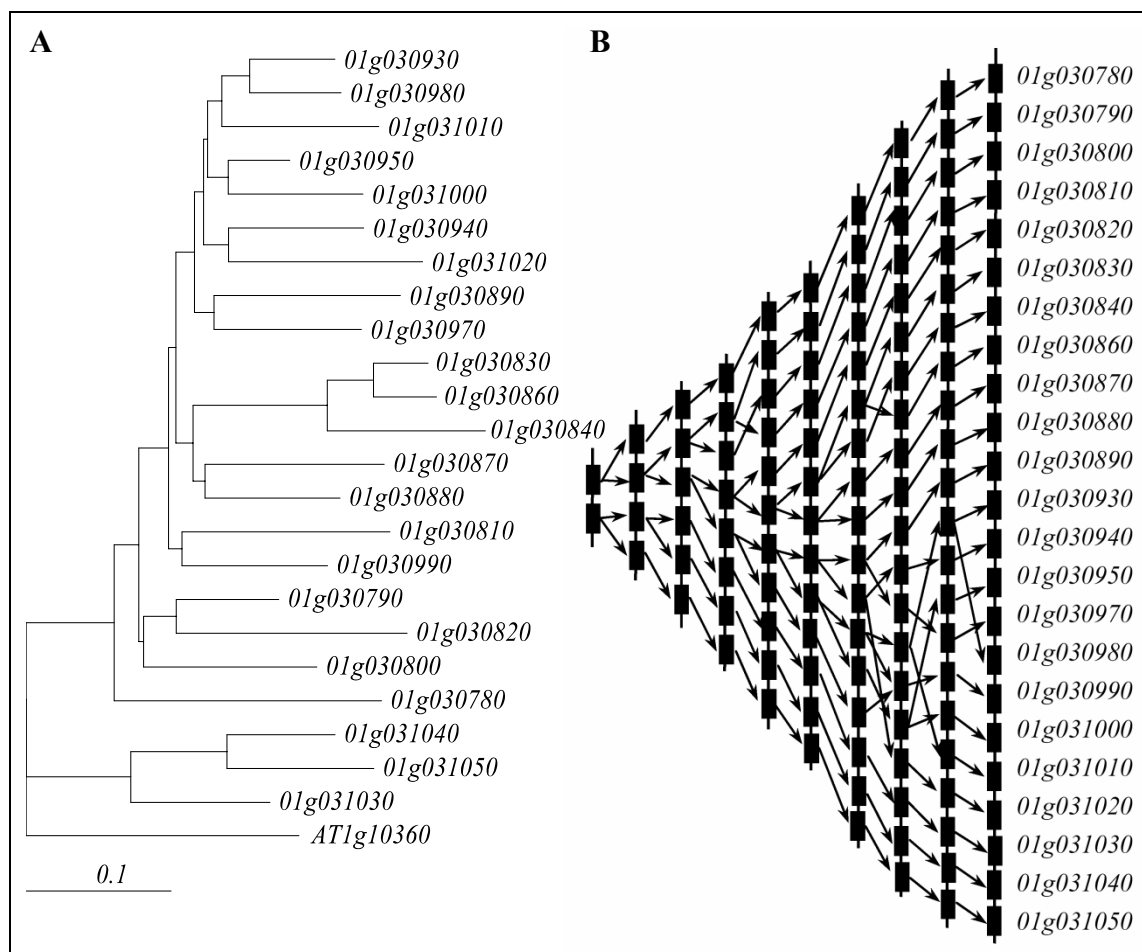 A
01g030930
01g030980
01g031010
01g030950
01g031000
01g030940
01g031020
01g030890
01g030970
01g030830
01g030860
01g030840
01g030870
01g030880
01g030810
01g030990
01g030790
01g030820
01g030800
01g030780
01g031040
01g031050
01g031030
AT1g10360
0.1
B
01g030780
01g030790
01g030800
01g030810
01g030820
01g030830
01g030840
01g030860
01g030870
01g030880
01g030890
01g030930
01g030940
01g030950
01g030970
01g030980
01g030990
01g031000
01g031010
01g031020
01g031030
01g031040
01g031050